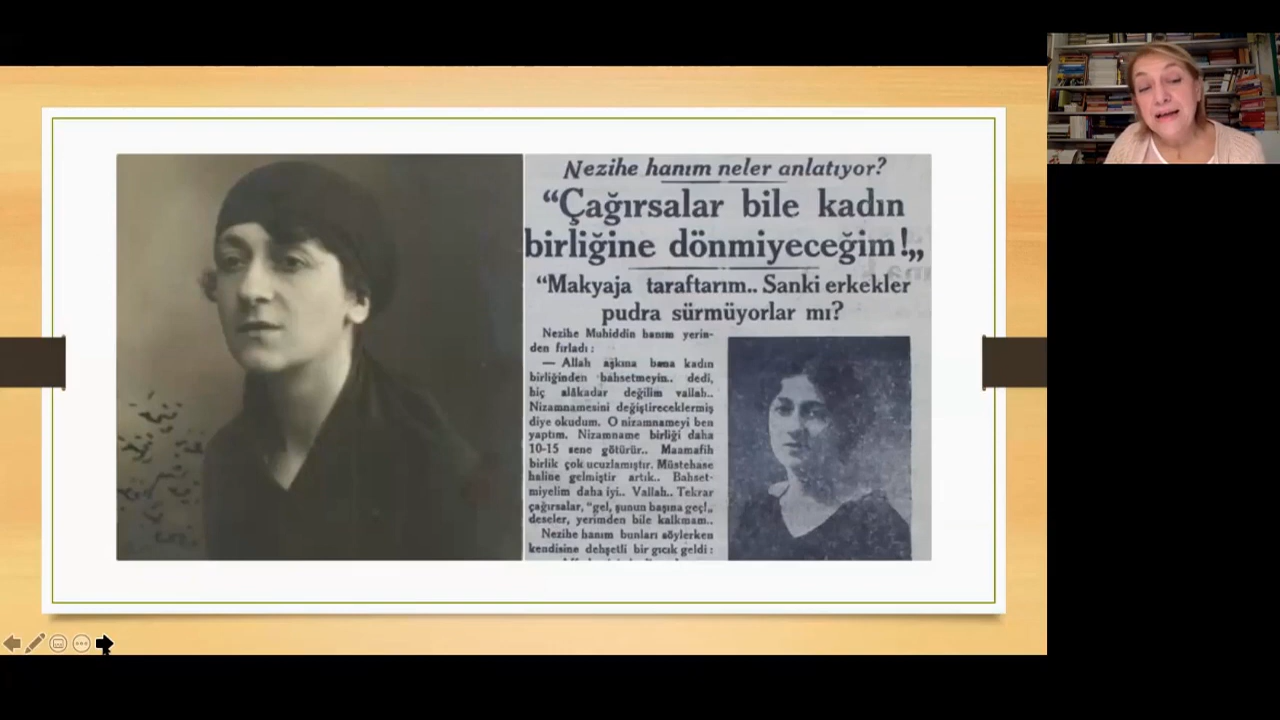 Nezihe hanım neler anlatıyor?
“Çağırsalar bile kadın
birliğine dönmiyeceğim!„
“Makyaja taraftarım.. Sanki erkekler
pudra sürmüyorlar mı?
Nezihe Muhiddin hanım yerin-
den fırladı :
— Allah aşkına bana kadın
birliğinden bahsetmeyin.. dedi,
hiç alâkadar değilim vallah..
Nizamnamesini değiştireceklermiş
diye okudum. O nizamnameyi ben
yaptım. Nizamname birliği daha
10-15 sene götürür.. Maamafih
birlik çok ucuzlamıştır. Müstehase
haline gelmiştir artık.. Bahset-
miyelim daha iyi.. Vallah.. Tekrar
çağırsalar, “gel, şunun başına geç!„
deseler, yerimden bile kalkmam..
Nezihe hanım bunları söylerken
kendisine dehşetli bir gıcık geldi :